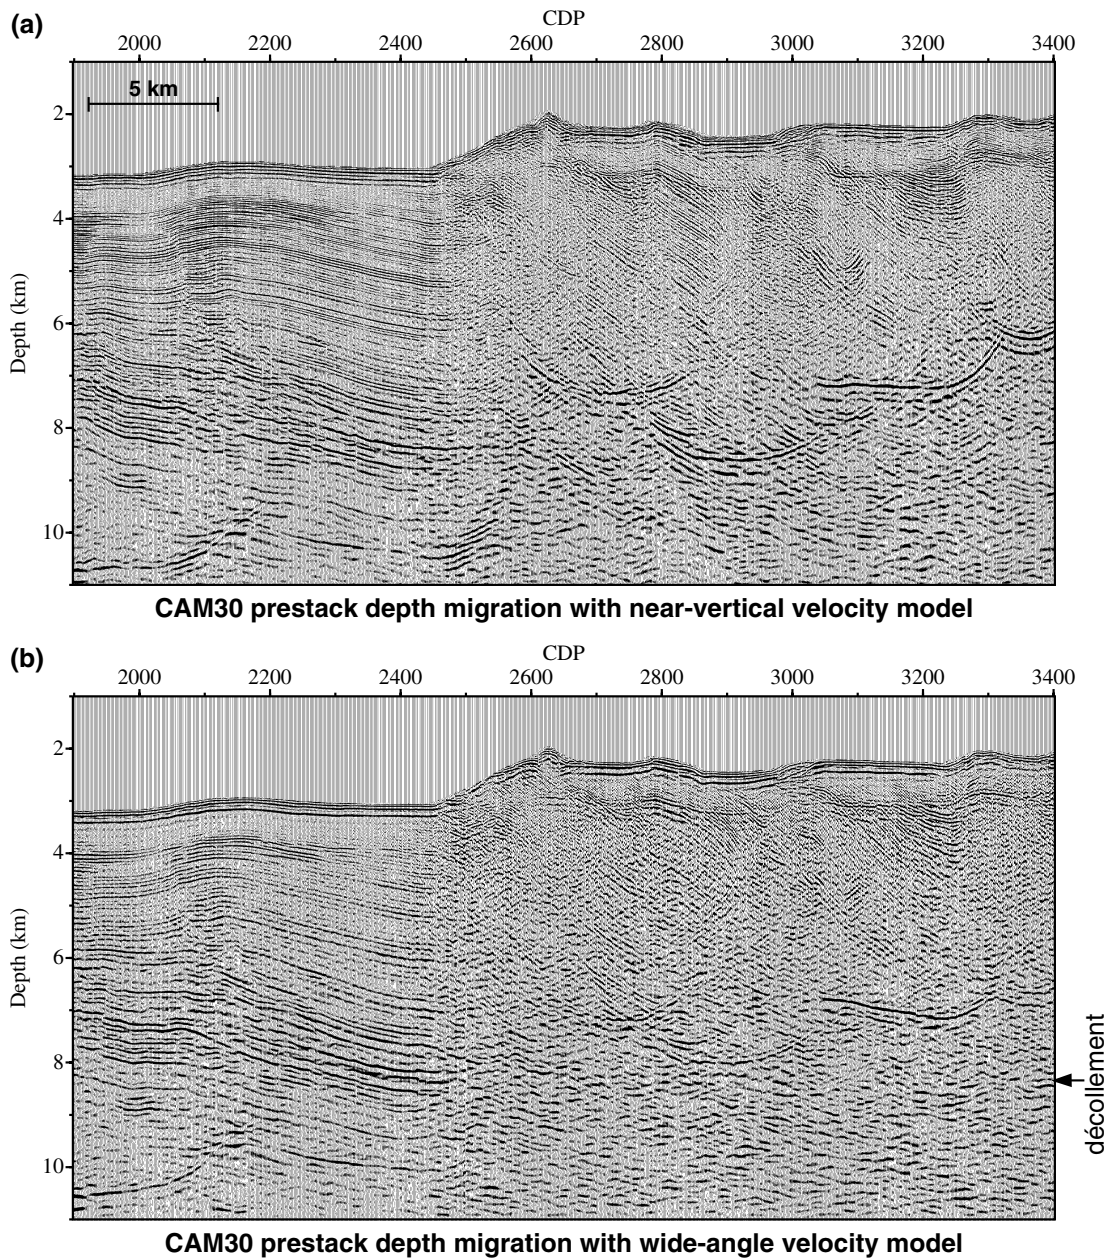 (a)
CDP
2000 2200 2400 2600 2800 3000 3200 3400
5 km
2
4
6
8
10
Depth (km)
CAM30 prestack depth migration with near-vertical velocity model
(b)
CDP
2000 2200 2400 2600 2800 3000 3200 3400
2
4
6
8
10
Depth (km)
décollement
CAM30 prestack depth migration with wide-angle velocity model